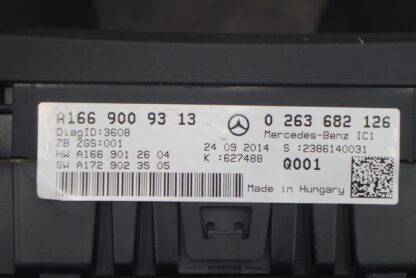 A166 900 93 13 0 263 682 126
DiagID:3608 Mercedes-Benz IC1
ZB ZGS:001 24 09 2014 S :2386140031
HW A166 901 26 04 K :627488 Q001
SW A172 902 35 05
Made in Hungary